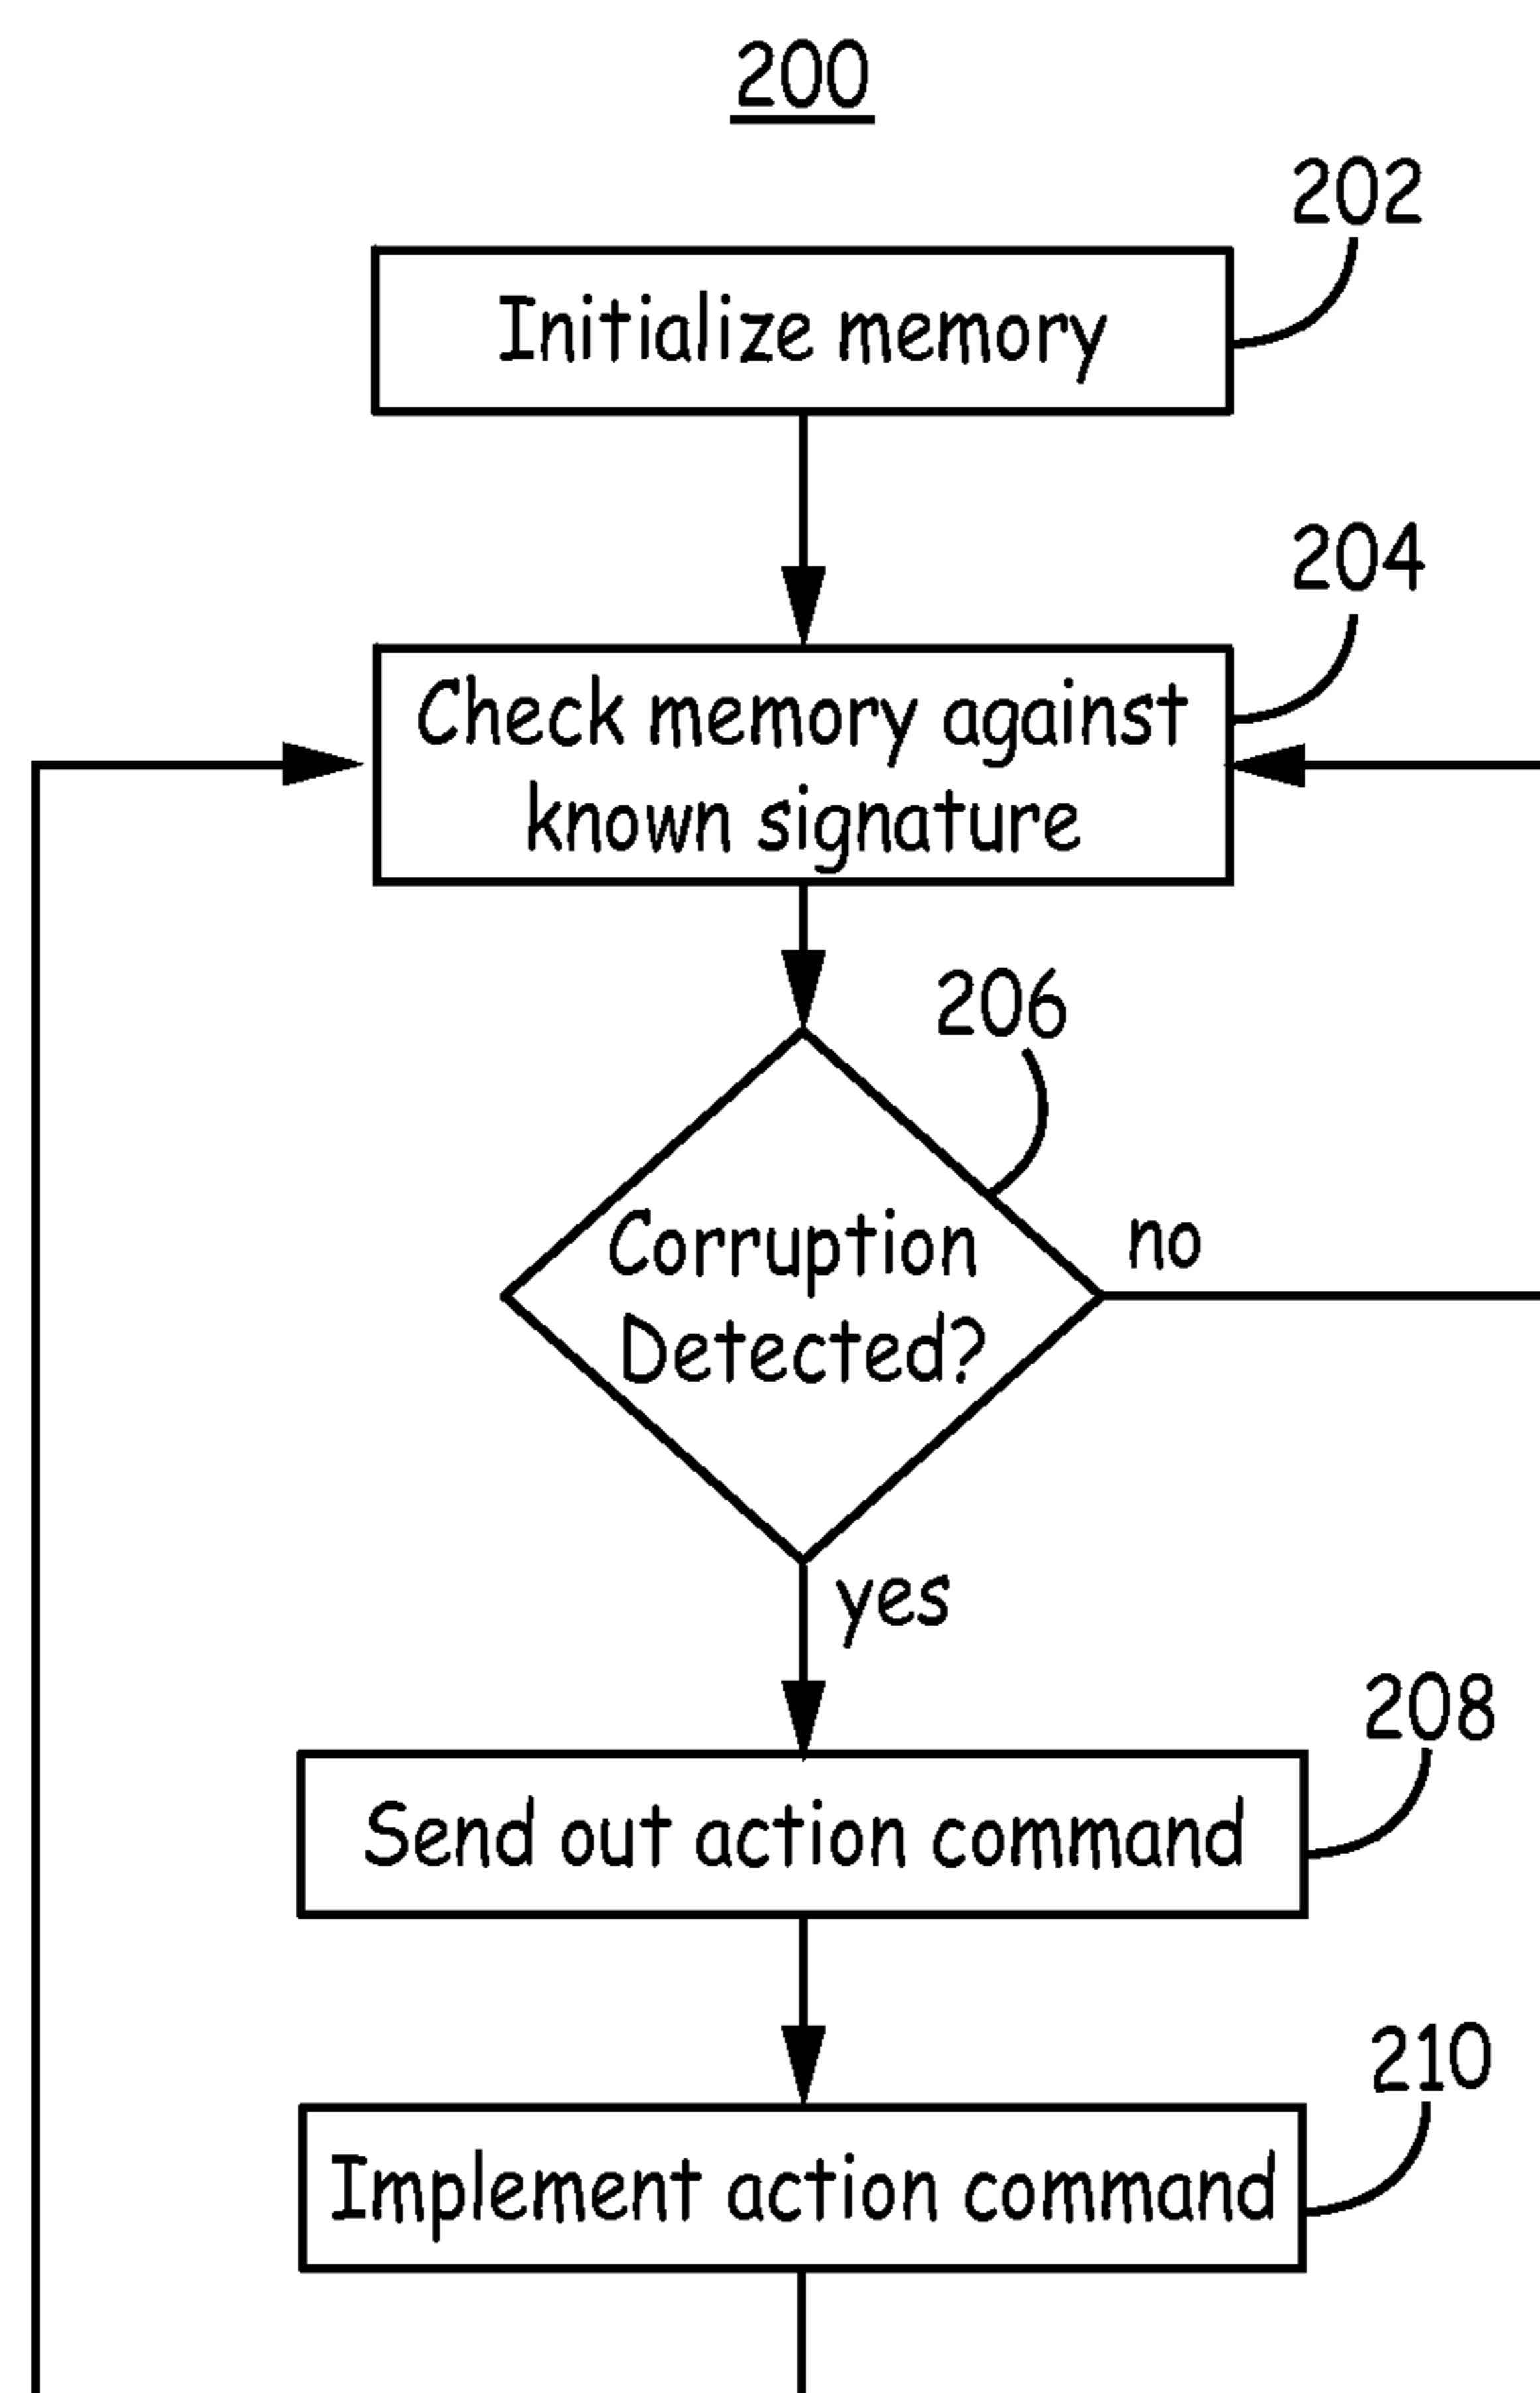 200
202
Initialize memory
204
Check memory against
known signature
206
Corruption
Detected?
no
yes
208
Send out action command
210
Implement action command